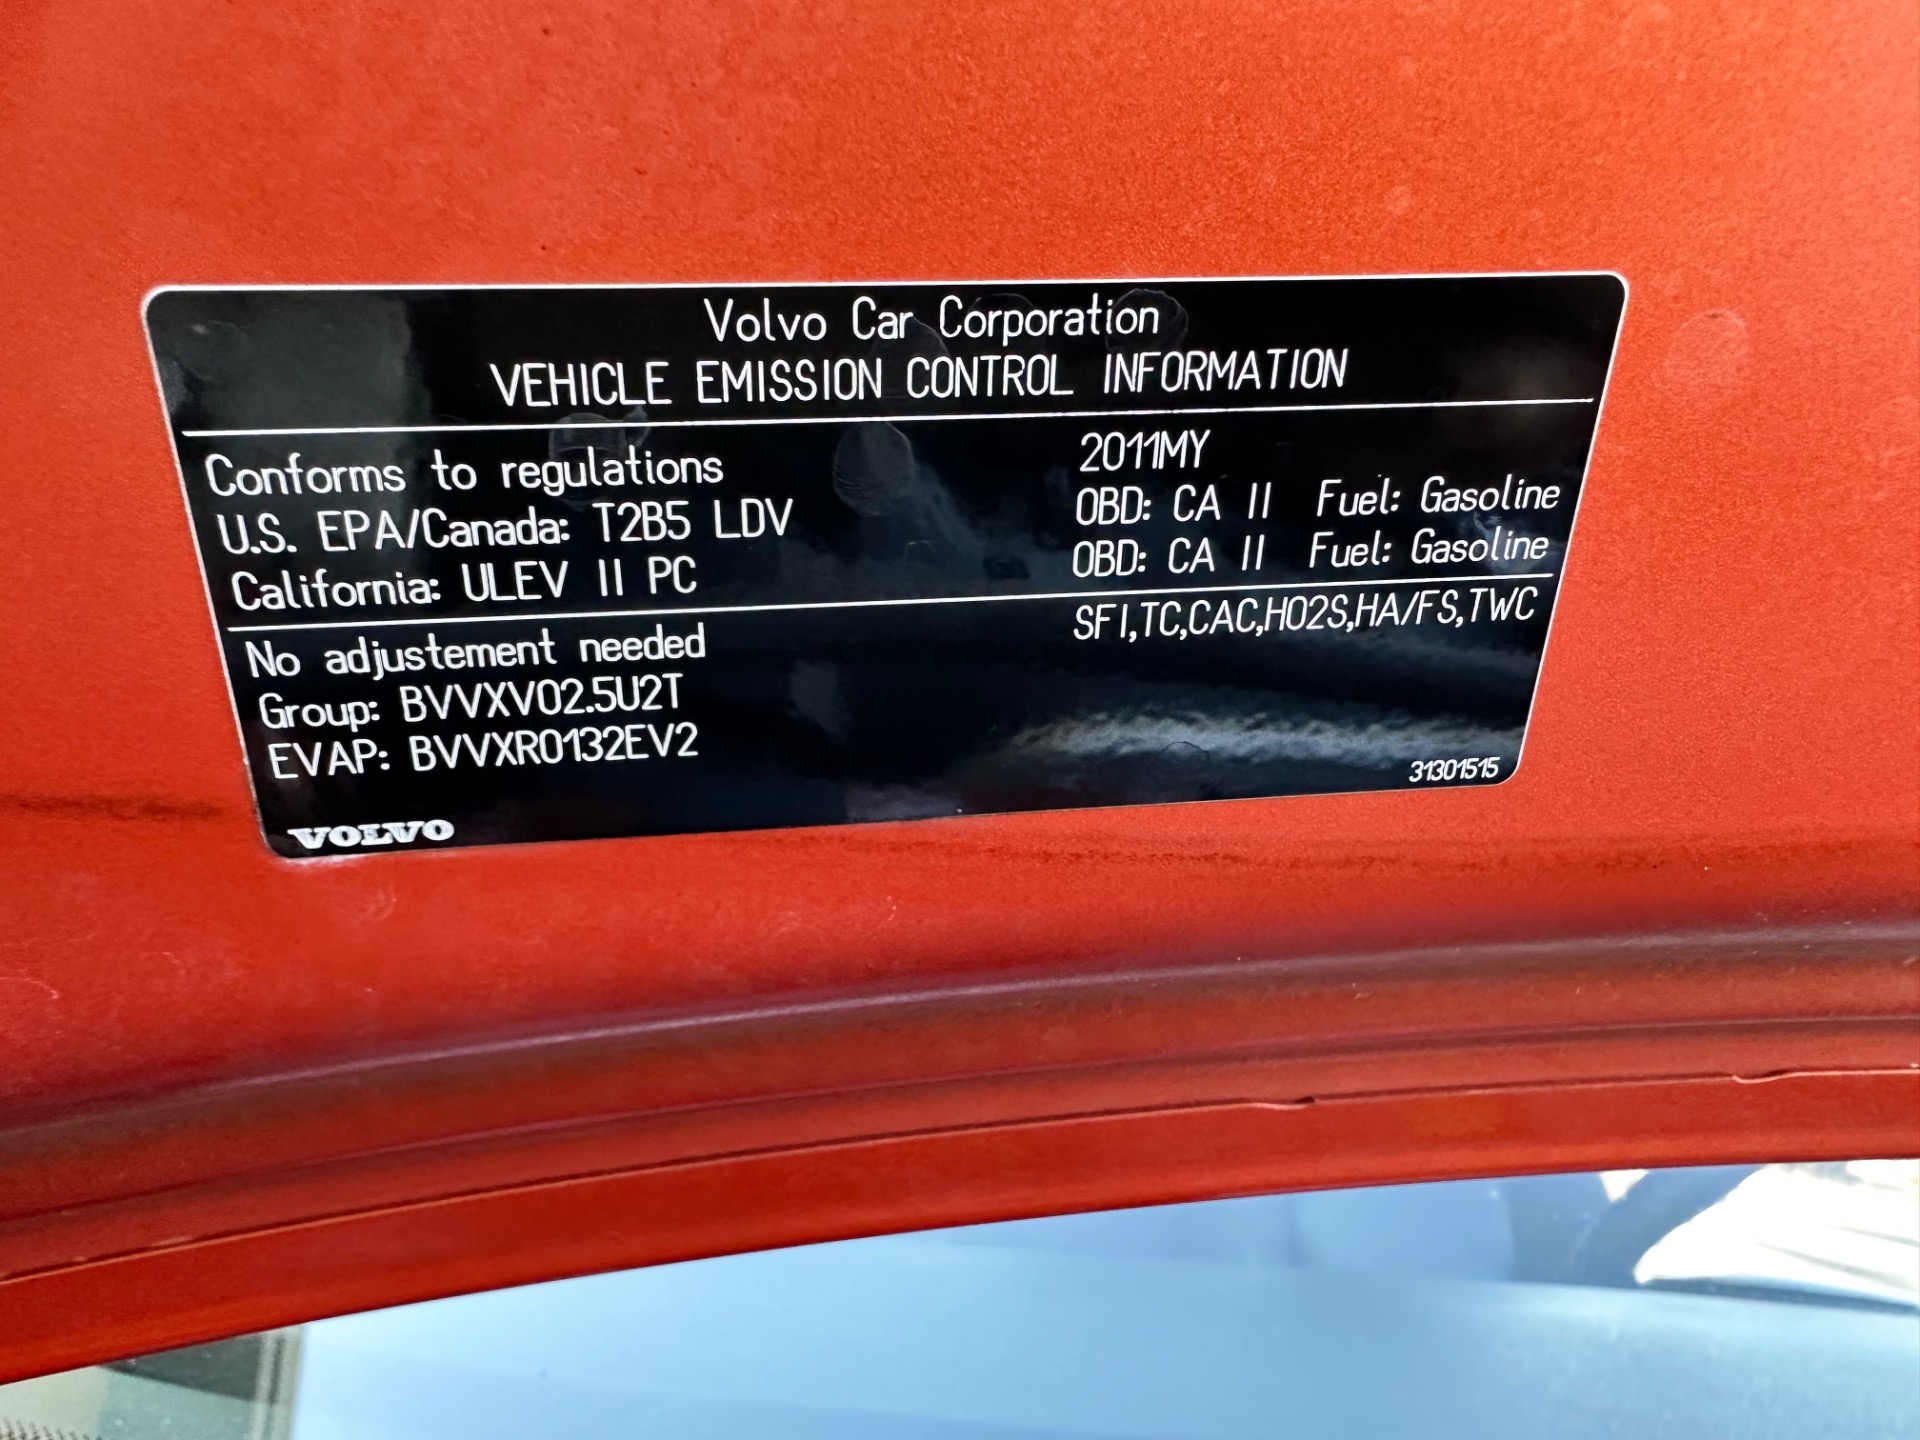 Volvo Car Corporation
VEHICLE EMISSION CONTROL INFORMATION
Conforms to regulations 2011MY
U.S. EPA/Canada: T2B5 LDV OBD: CA II Fuel: Gasoline
California: ULEV II PC OBD: CA II Fuel: Gasoline
No adjustement needed SFI,TC,CAC,HO2S,HA/FS,TWC
Group: BVVXV02.5U2T
EVAP: BVVXR0132EV2
31301515
VOLVO